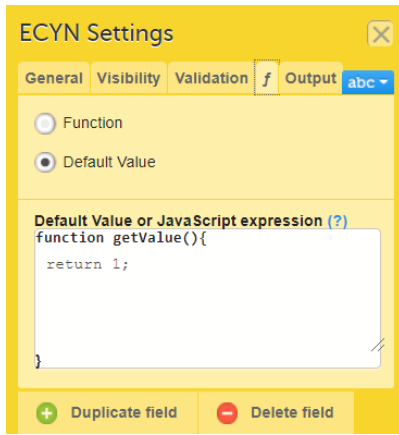 ECYN Settings
General Visibility Validation f Output abc
Function
Default Value
Default Value or JavaScript expression (?)
function getValue(){
return 1;
}
Duplicate field Delete field